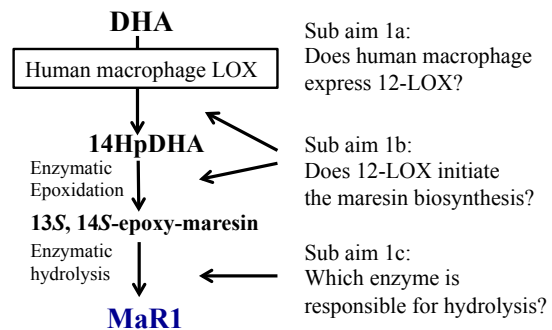 DHA
Human macrophage LOX
14HpDHA
Enzymatic
Epoxidation
13S, 14S-epoxy-maresin
Enzymatic
hydrolysis
MaR1
Sub aim 1a:
Does human macrophage
express 12-LOX?
Sub aim 1b:
Does 12-LOX initiate
the maresin biosynthesis?
Sub aim 1c:
Which enzyme is
responsible for hydrolysis?